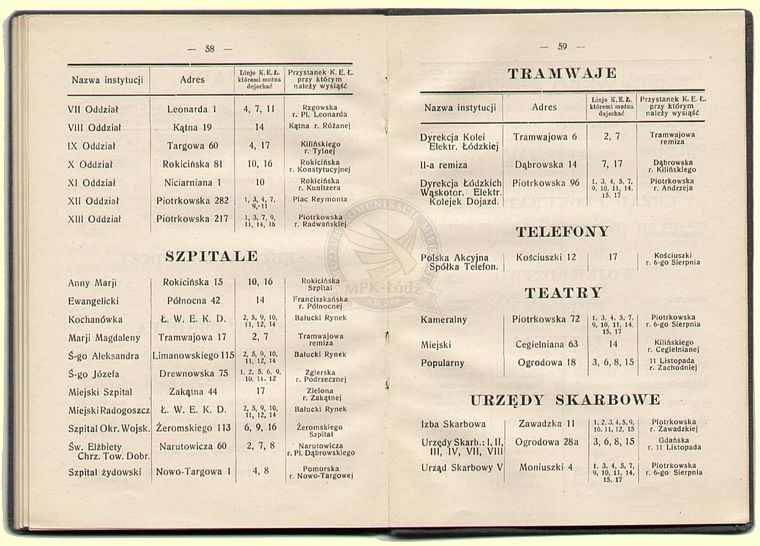 — 58 —
Nazwa instytucji Adres Linje K. E. Ł. któremi można dojechać Przystanek K. E. Ł. przy którym należy wysiąść
VII Oddział Leonarda 1 4, 7, 11 Rzgowska r. Pl. Leonarda
VIII Oddział Kątna 19 14 Kątna r. Różanej
IX Oddział Targowa 60 4, 17 Kilińskiego r. Tylnej
X Oddział Rokicińska 81 10, 16 Rokicińska r. Konstytucyjnej
XI Oddział Niciarniana 1 10 Rokicińska r. Kunitzera
XII Oddział Piotrkowska 282 1, 3, 4, 7, 9, 11 Plac Reymonta
XIII Oddział Piotrkowska 217 1, 3, 7, 9, 11, 14, 16 Piotrkowska r. Radwańskiej
SZPITALE
Anny Marji Rokicińska 15 10, 16 Rokicińska Szpital
Ewangelicki Północna 42 14 Franciszkańska r. Północnej
Kochanówka Ł. W. E. K. D. 2, 5, 9, 10, 11, 12, 14 Bałucki Rynek
Marji Magdaleny Tramwajowa 17 2, 7 Tramwajowa remiza
Ś-go Aleksandra Limanowskiego 115 2, 5, 9, 10, 11, 12, 14 Bałucki Rynek
Ś-go Józefa Drewnowska 75 1, 2, 5, 6, 9, 10, 11, 12 Zgierska r. Podrzecznej
Miejski Szpital Zakątna 44 17 Zielona r. Zakątnej
Miejski Radogoszcz Ł. W. E. K. D. 2, 5, 9, 10, 11, 12, 14 Bałucki Rynek
Szpital Okr. Wojsk. Żeromskiego 113 6, 9, 16 Żeromskiego Szpital
Św. Elżbiety Chrz. Tow. Dobr. Narutowicza 60 2, 7, 8 Narutowicza r. Pl. Dąbrowskiego
Szpital żydowski Nowo-Targowa 1 4, 8 Pomorska r. Nowo-Targowej
— 59 —
TRAMWAJE
Nazwa instytucji Adres Linje K. E. Ł. któremi można dojechać Przystanek K. E. Ł. przy którym należy wysiąść
Dyrekcja Kolei Elektr. Łódzkiej Tramwajowa 6 2, 7 Tramwajowa remiza
II-a remiza Dąbrowska 14 7, 17 Dąbrowska r. Kilińskiego
Dyrekcja Łódzkich Wąskotor. Elektr. Kolejek Dojazd. Piotrkowska 96 1, 3, 4, 5, 7, 9, 10, 11, 14, 15, 17 Piotrkowska r. Andrzeja
TELEFONY
Polska Akcyjna Spółka Telefon. Kościuszki 12 17 Kościuszki r. 6-go Sierpnia
TEATRY
Kameralny Piotrkowska 72 1, 3, 4, 5, 7, 9, 10, 11, 14, 15, 17 Piotrkowska r. 6-go Sierpnia
Miejski Cegielniana 63 14 Kilińskiego r. Cegielnianej
Popularny Ogrodowa 18 3, 6, 8, 15 11 Listopada r. Zachodniej
URZĘDY SKARBOWE
Izba Skarbowa Zawadzka 11 1, 2, 3, 4, 5, 9, 10, 11, 12, 15 Piotrkowska r. Zawadzkiej
Urzędy Skarb.: I, II, III, IV, VII, VIII Ogrodowa 28a 3, 6, 8, 15 Gdańska r. 11 Listopada
Urząd Skarbowy V Moniuszki 4 1, 3, 4, 5, 7, 9, 10, 11, 14, 15, 17 Piotrkowska r. 6-go Sierpnia
MPK-Łódź